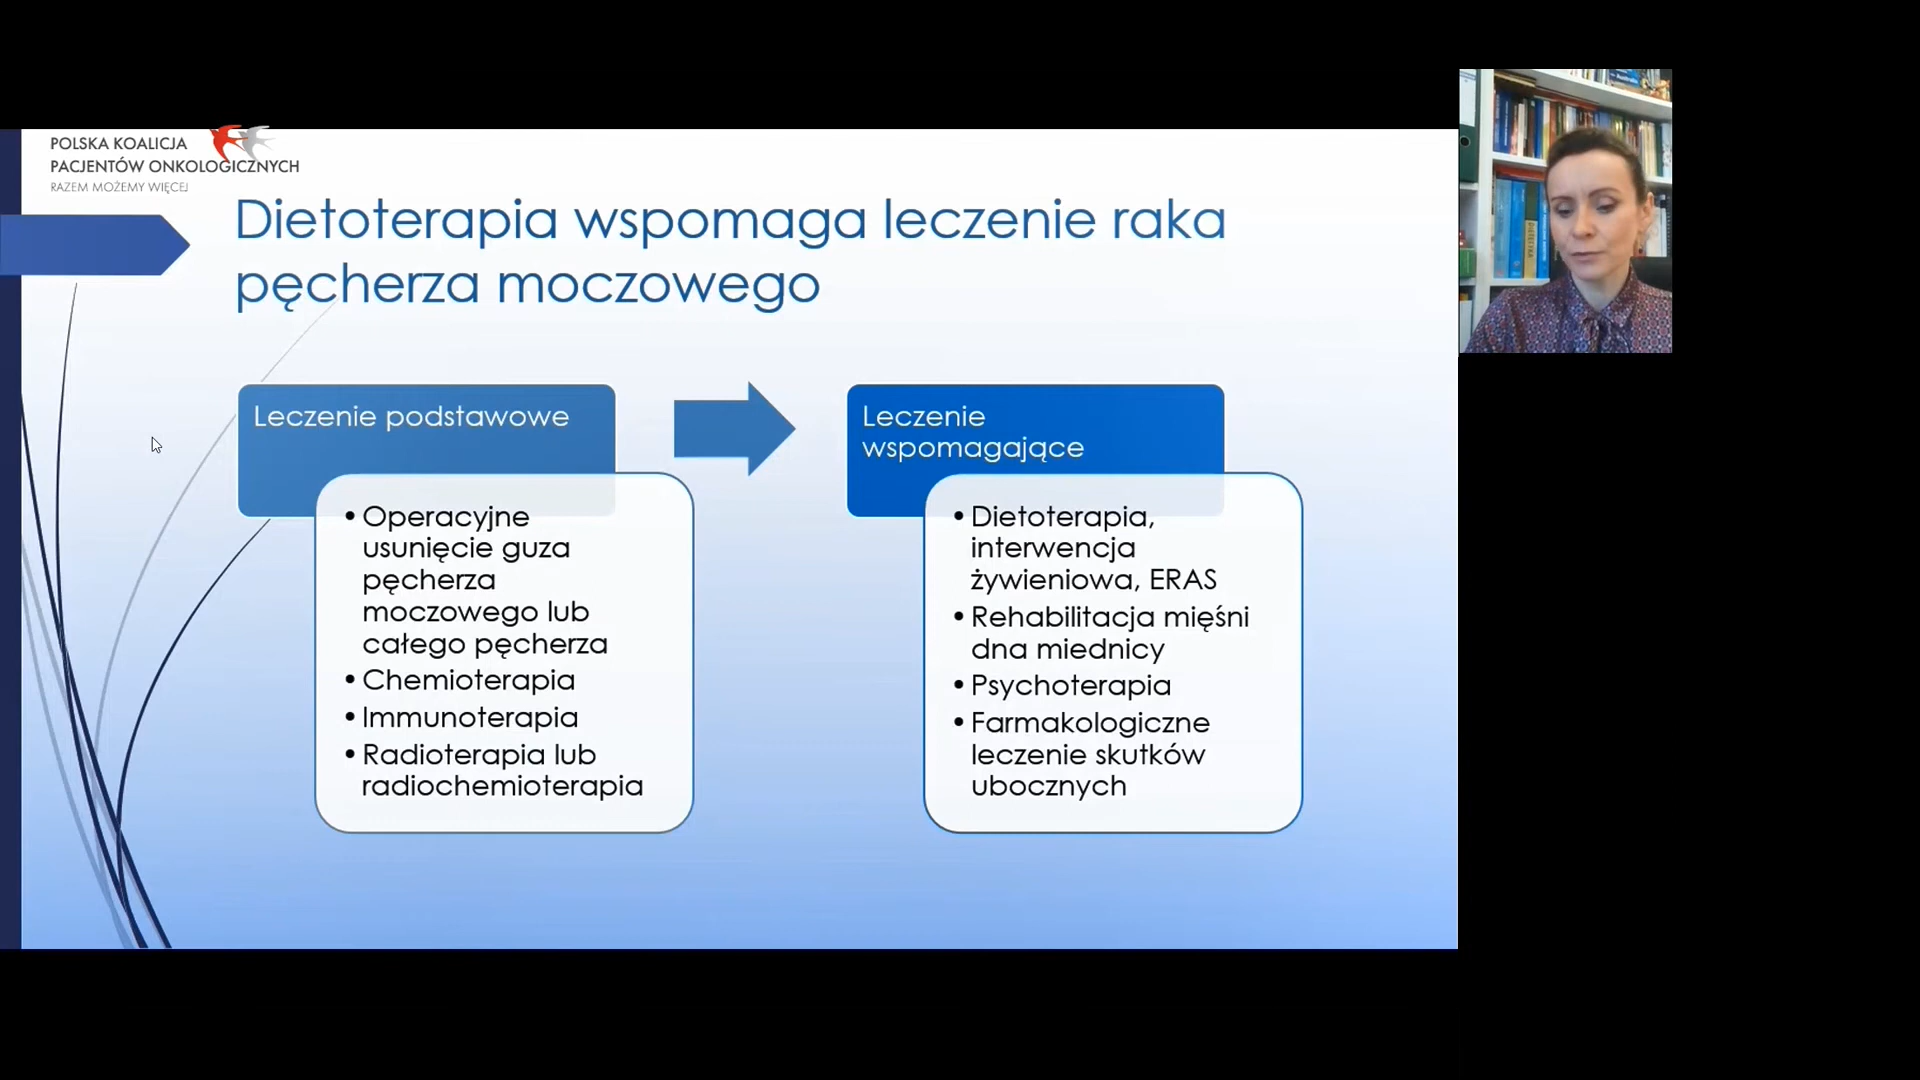 POLSKA KOALICJA
PACJENTÓW ONKOLOGICZNYCH
RAZEM MOŻEMY WIĘCEJ
Dietoterapia wspomaga leczenie raka
pęcherza moczowego
Leczenie podstawowe
• Operacyjne
usunięcie guza
pęcherza
moczowego lub
całego pęcherza
• Chemioterapia
• Immunoterapia
• Radioterapia lub
radiochemioterapia
Leczenie
wspomagające
• Dietoterapia,
interwencja
żywieniowa, ERAS
• Rehabilitacja mięśni
dna miednicy
• Psychoterapia
• Farmakologiczne
leczenie skutków
ubocznych